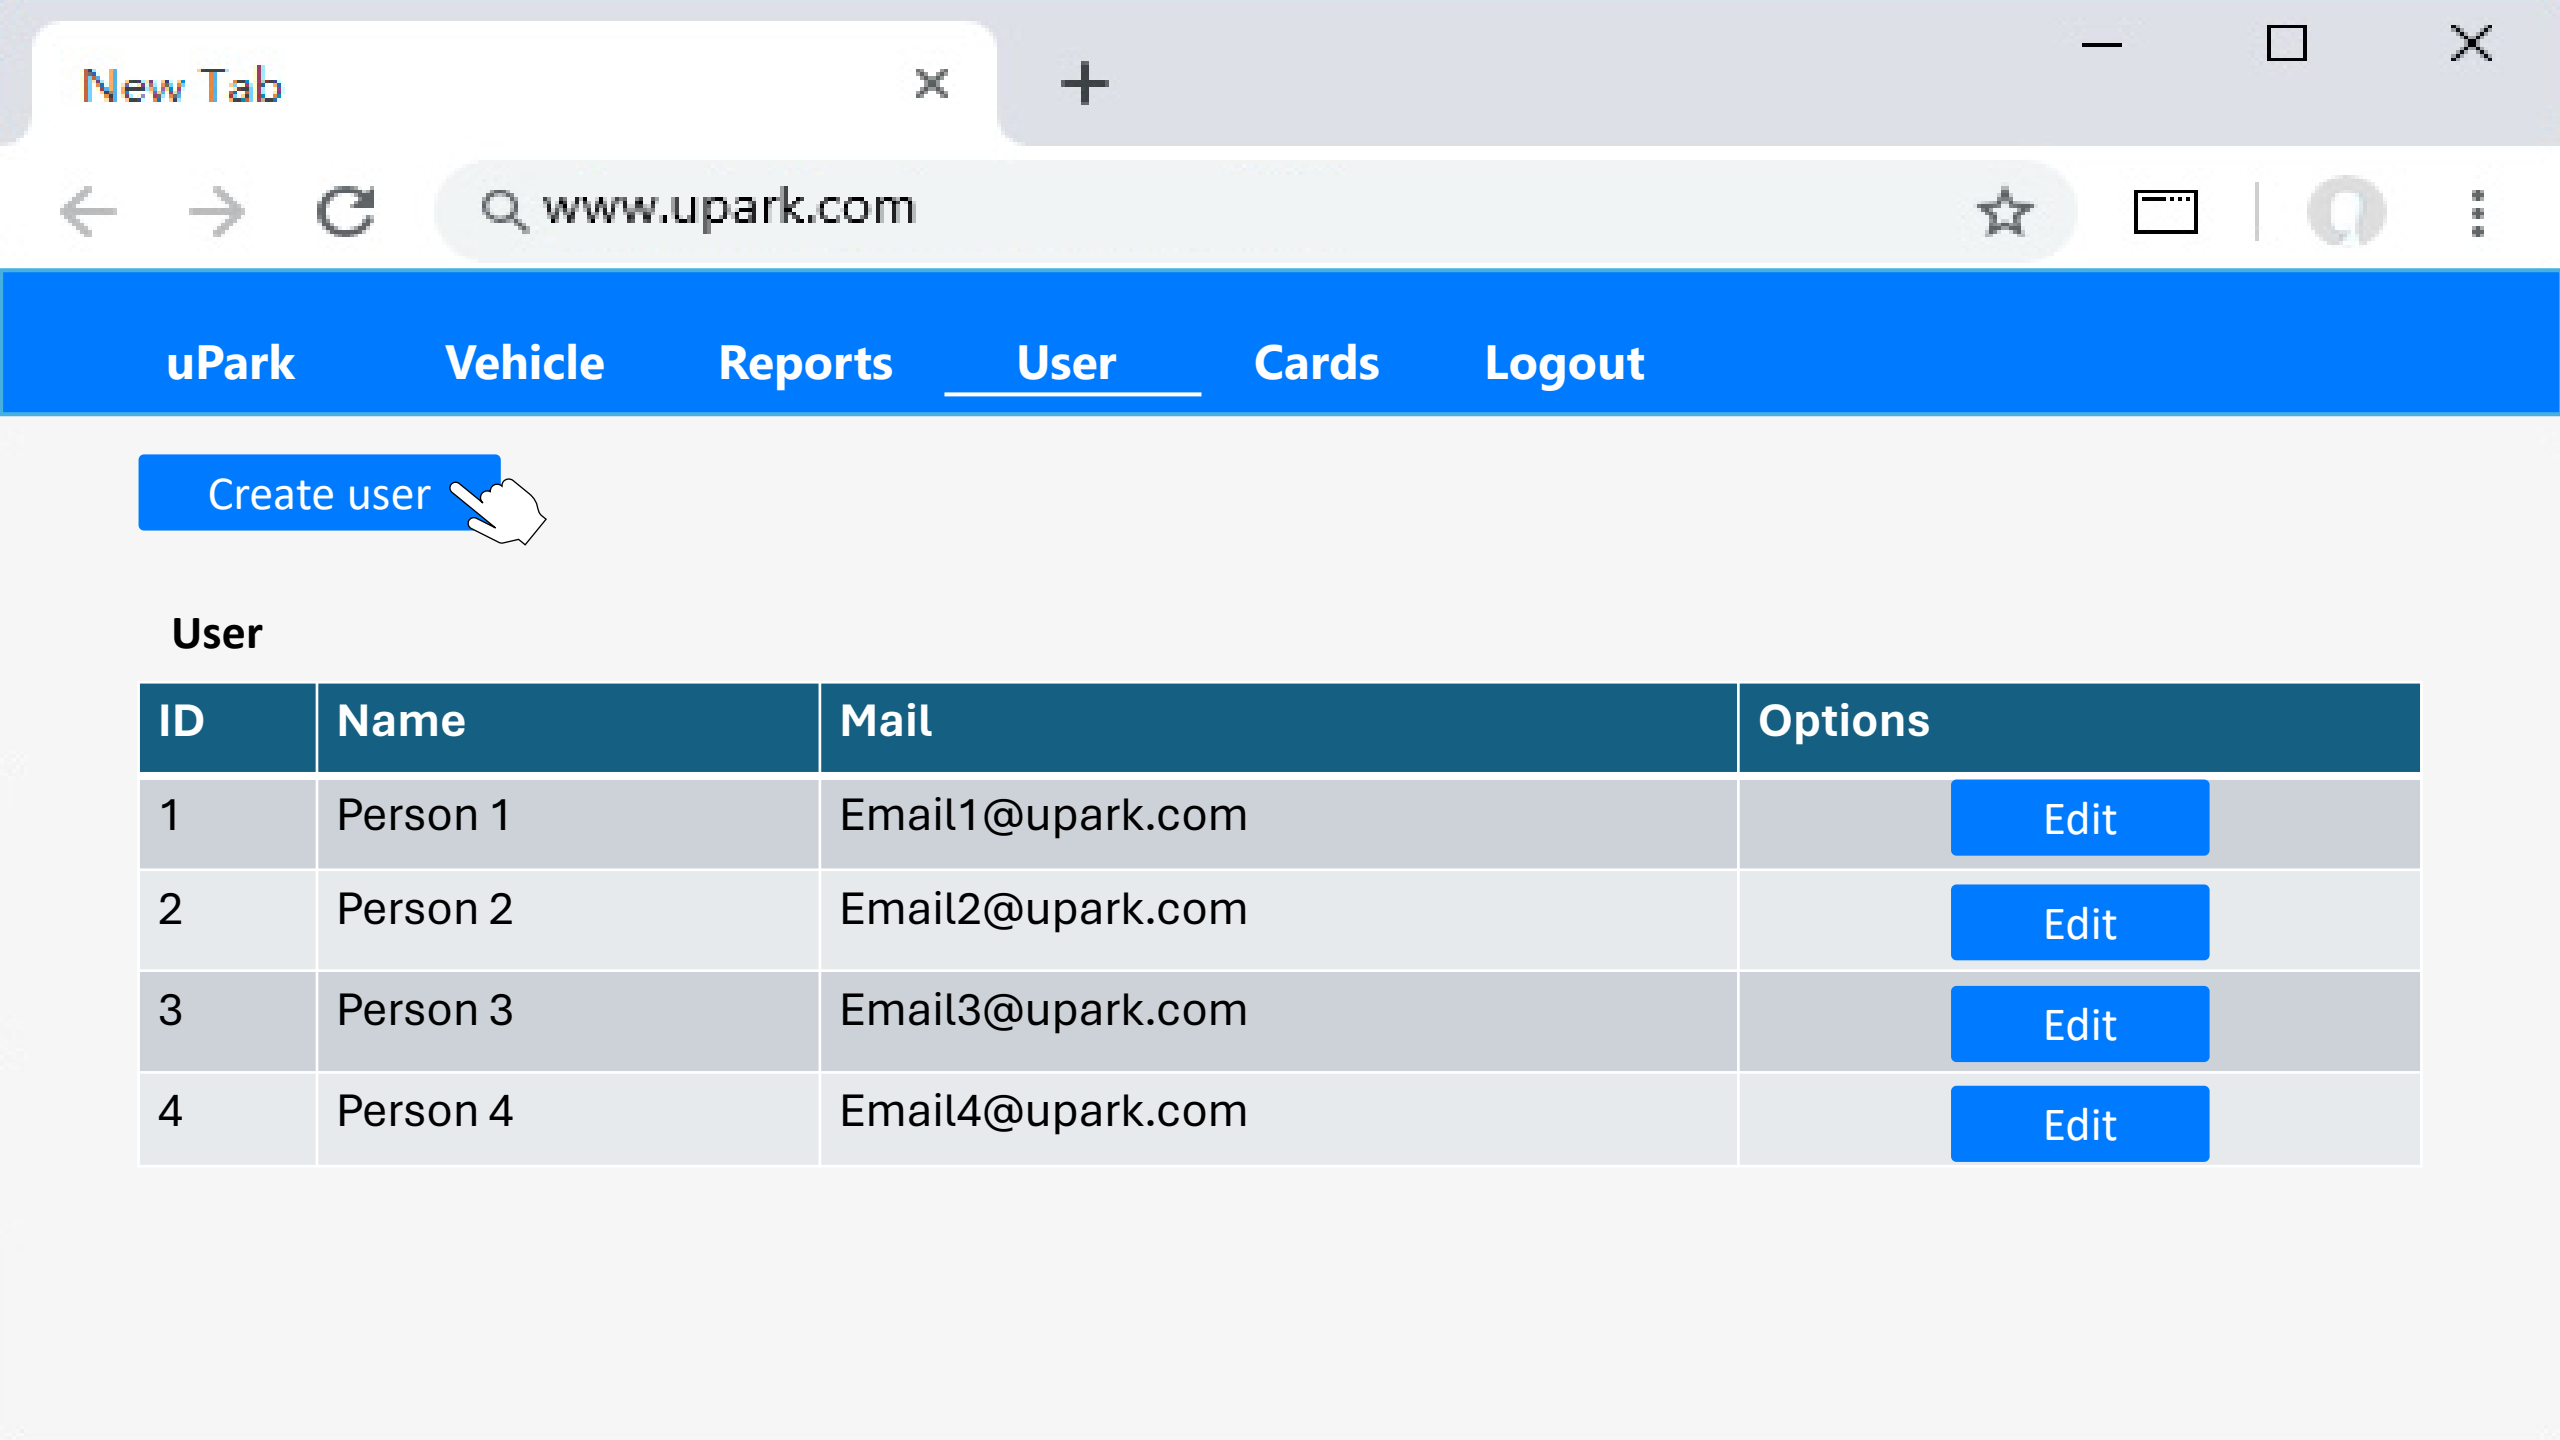 New Tab
www.upark.com
uPark Vehicle Reports User Cards Logout
Create user
User
ID Name Mail Options
1 Person 1 Email1@upark.com Edit
2 Person 2 Email2@upark.com Edit
3 Person 3 Email3@upark.com Edit
4 Person 4 Email4@upark.com Edit